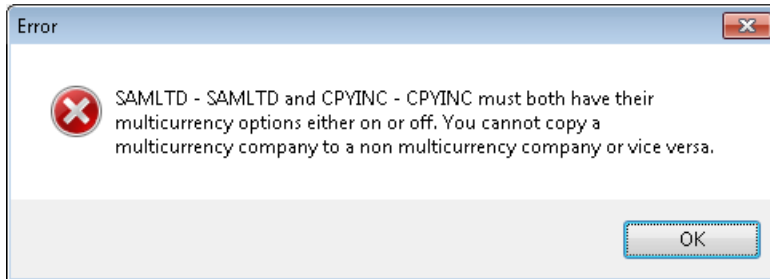 Error
SAMLTD - SAMLTD and CPYINC - CPYINC must both have their
multicurrency options either on or off. You cannot copy a
multicurrency company to a non multicurrency company or vice versa.
OK